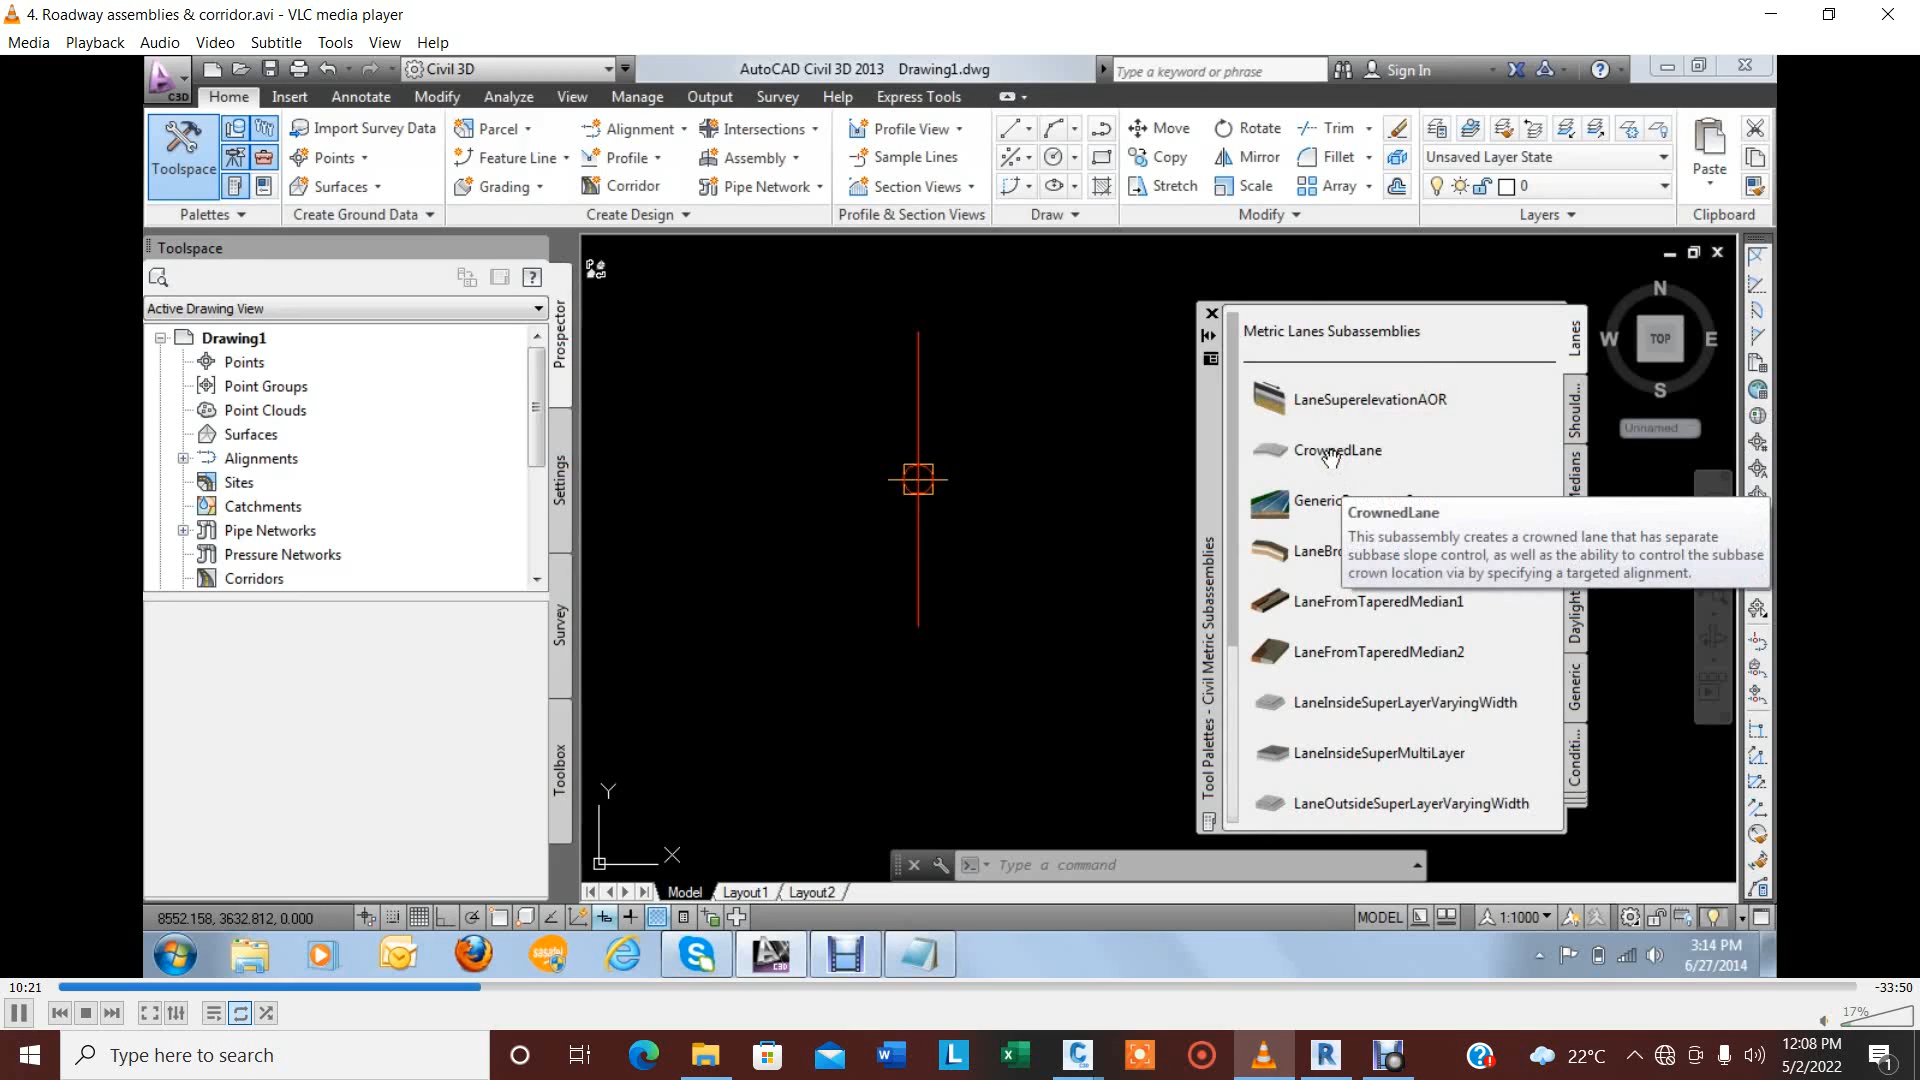 4. Roadway assemblies & corridor.avi - VLC media player
Media Playback Audio Video Subtitle Tools View Help
C3D
Civil 3D
AutoCAD Civil 3D 2013 Drawing1.dwg
Type a keyword or phrase
Sign In
Home Insert Annotate Modify Analyze View Manage Output Survey Help Express Tools
Toolspace
Import Survey Data
Points
Surfaces
Parcel
Feature Line
Grading
Alignment
Profile
Corridor
Intersections
Assembly
Pipe Network
Profile View
Sample Lines
Section Views
Move
Copy
Stretch
Rotate
Mirror
Scale
Trim
Fillet
Array
Unsaved Layer State
0
Paste
Palettes
Create Ground Data
Create Design
Profile & Section Views
Draw
Modify
Layers
Clipboard
Toolspace
Active Drawing View
Drawing1
Points
Point Groups
Point Clouds
Surfaces
Alignments
Sites
Catchments
Pipe Networks
Pressure Networks
Corridors
Prospector
Settings
Survey
Toolbox
N
W
TOP
E
S
Unnamed
Tool Palettes - Civil Metric Subassemblies
Metric Lanes Subassemblies
LaneSuperelevationAOR
CrownedLane
Generic
LaneBro
LaneFromTaperedMedian1
LaneFromTaperedMedian2
LaneInsideSuperLayerVaryingWidth
LaneInsideSuperMultiLayer
LaneOutsideSuperLayerVaryingWidth
Lanes
Should...
Daylight
Generic
Conditi...
CrownedLane
This subassembly creates a crowned lane that has separate
subbase slope control, as well as the ability to control the subbase
crown location via by specifying a targeted alignment.
Y
X
Type a command
Model Layout1 Layout2
8552.158, 3632.812, 0.000
MODEL
1:1000
3:14 PM
6/27/2014
10:21
-33:50
17%
Type here to search
22°C
12:08 PM
5/2/2022
1